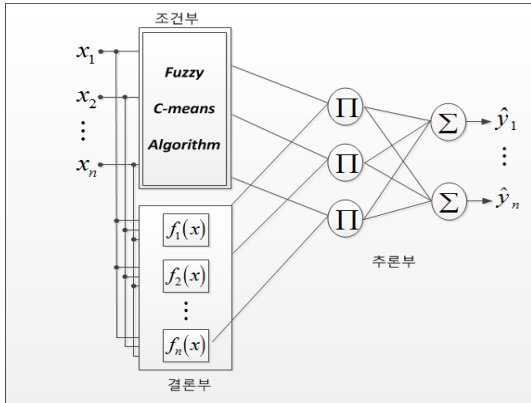 조건부
x₁
x₂
⋮
xₙ
Fuzzy
C-means
Algorithm
f₁(x)
f₂(x)
⋮
fₙ(x)
결론부
Π
Π
Π
Σ
Σ
추론부
ŷ₁
⋮
ŷₙ